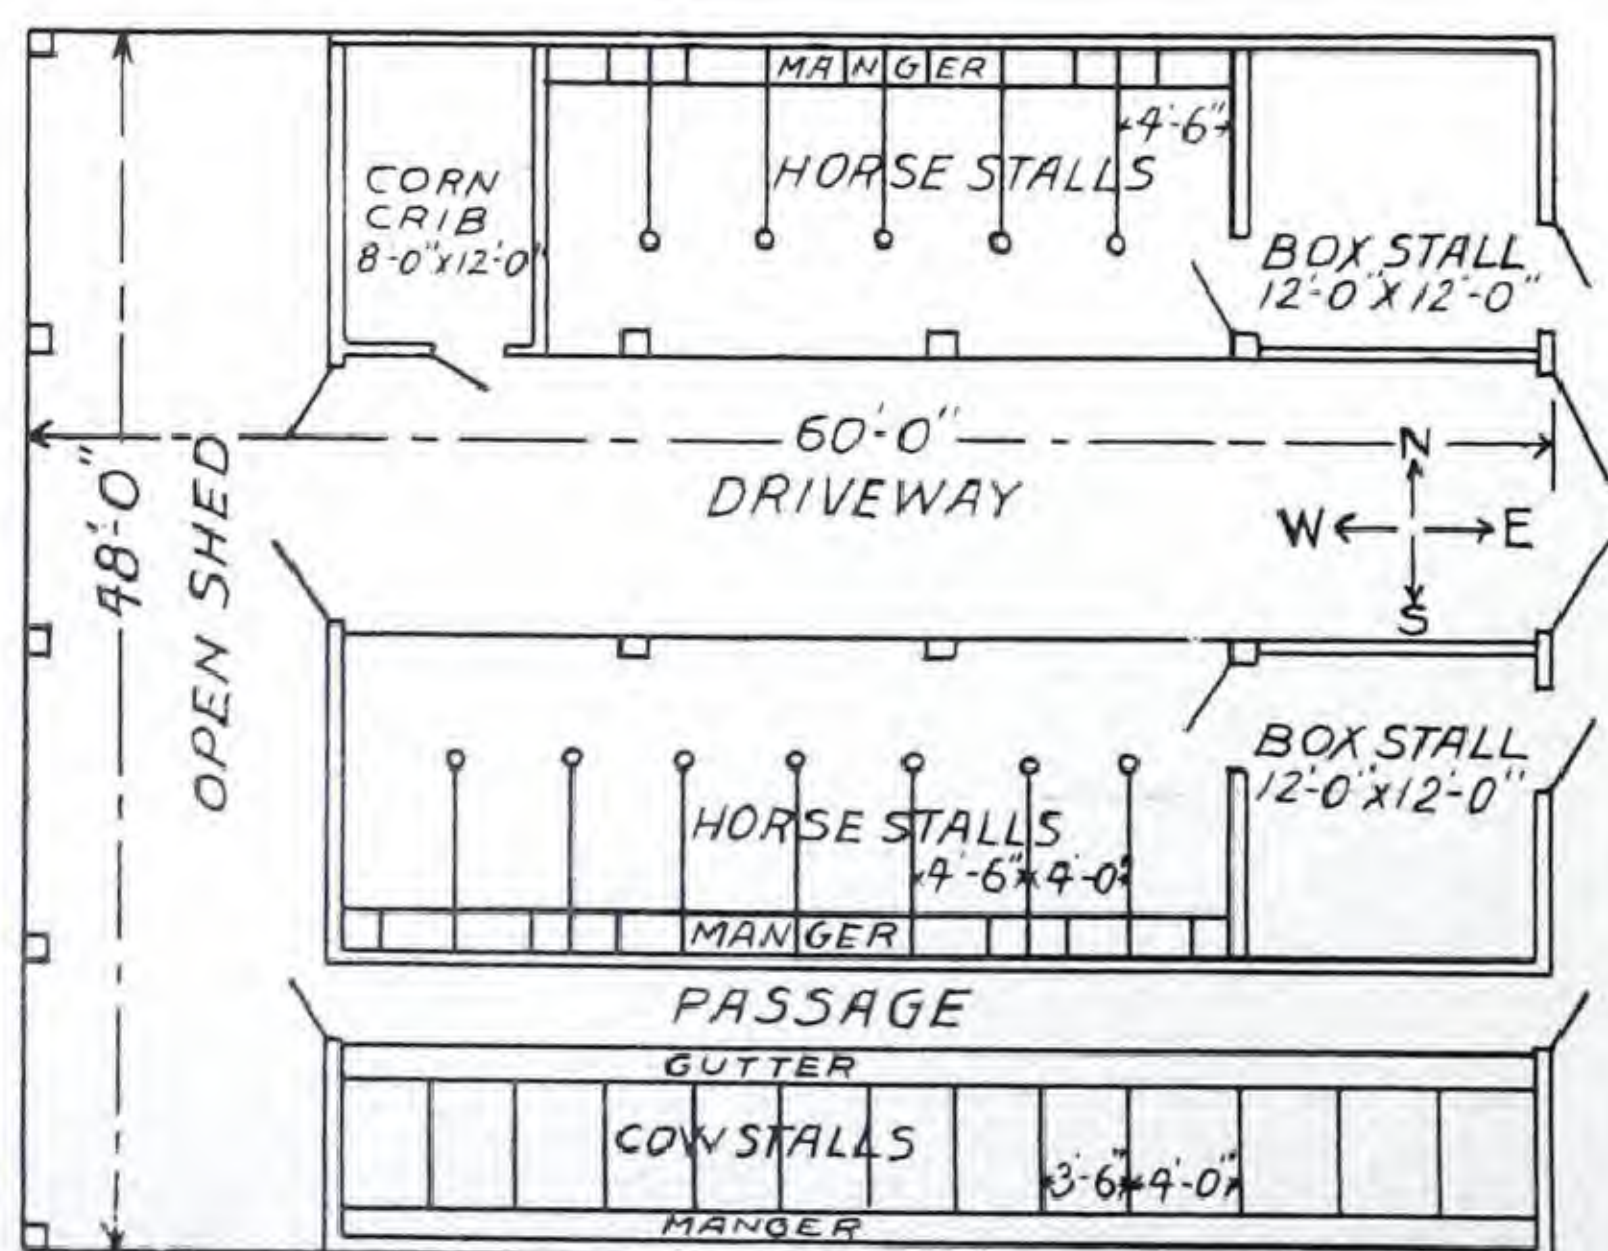 MANGER
4'-6"
HORSE STALLS
CORN
CRIB
8'-0"X12'-0
BOX STALL
12'-0"X12'-0"
60'-0"
DRIVEWAY
N
W E
S
48'-0"
OPEN SHED
BOX STALL
12'-0"X12'-0"
HORSE STALLS
4'-6" 4'-0"
MANGER
PASSAGE
GUTTER
COW STALLS
3'-6" 4'-0"
MANGER